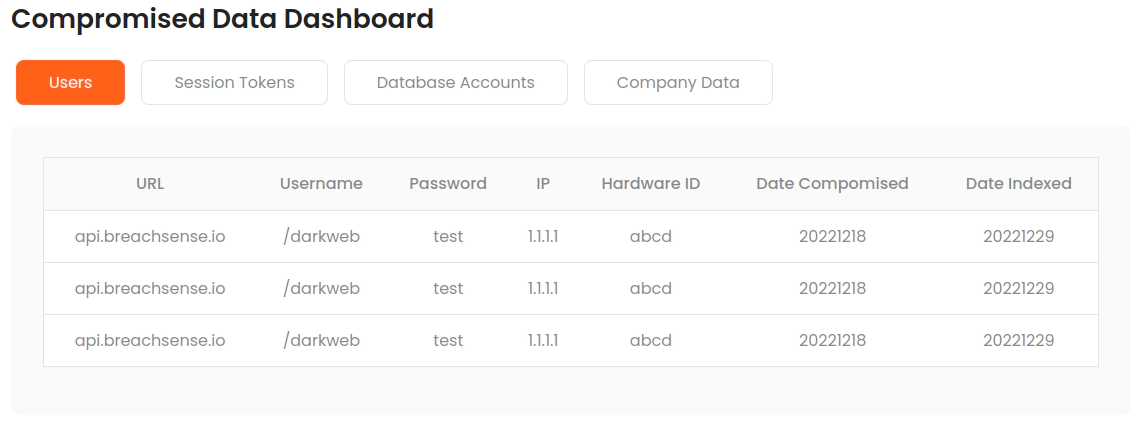 Compromised Data Dashboard
Users Session Tokens Database Accounts Company Data
URL Username Password IP Hardware ID Date Compomised Date Indexed
api.breachsense.io /darkweb test 1.1.1.1 abcd 20221218 20221229
api.breachsense.io /darkweb test 1.1.1.1 abcd 20221218 20221229
api.breachsense.io /darkweb test 1.1.1.1 abcd 20221218 20221229